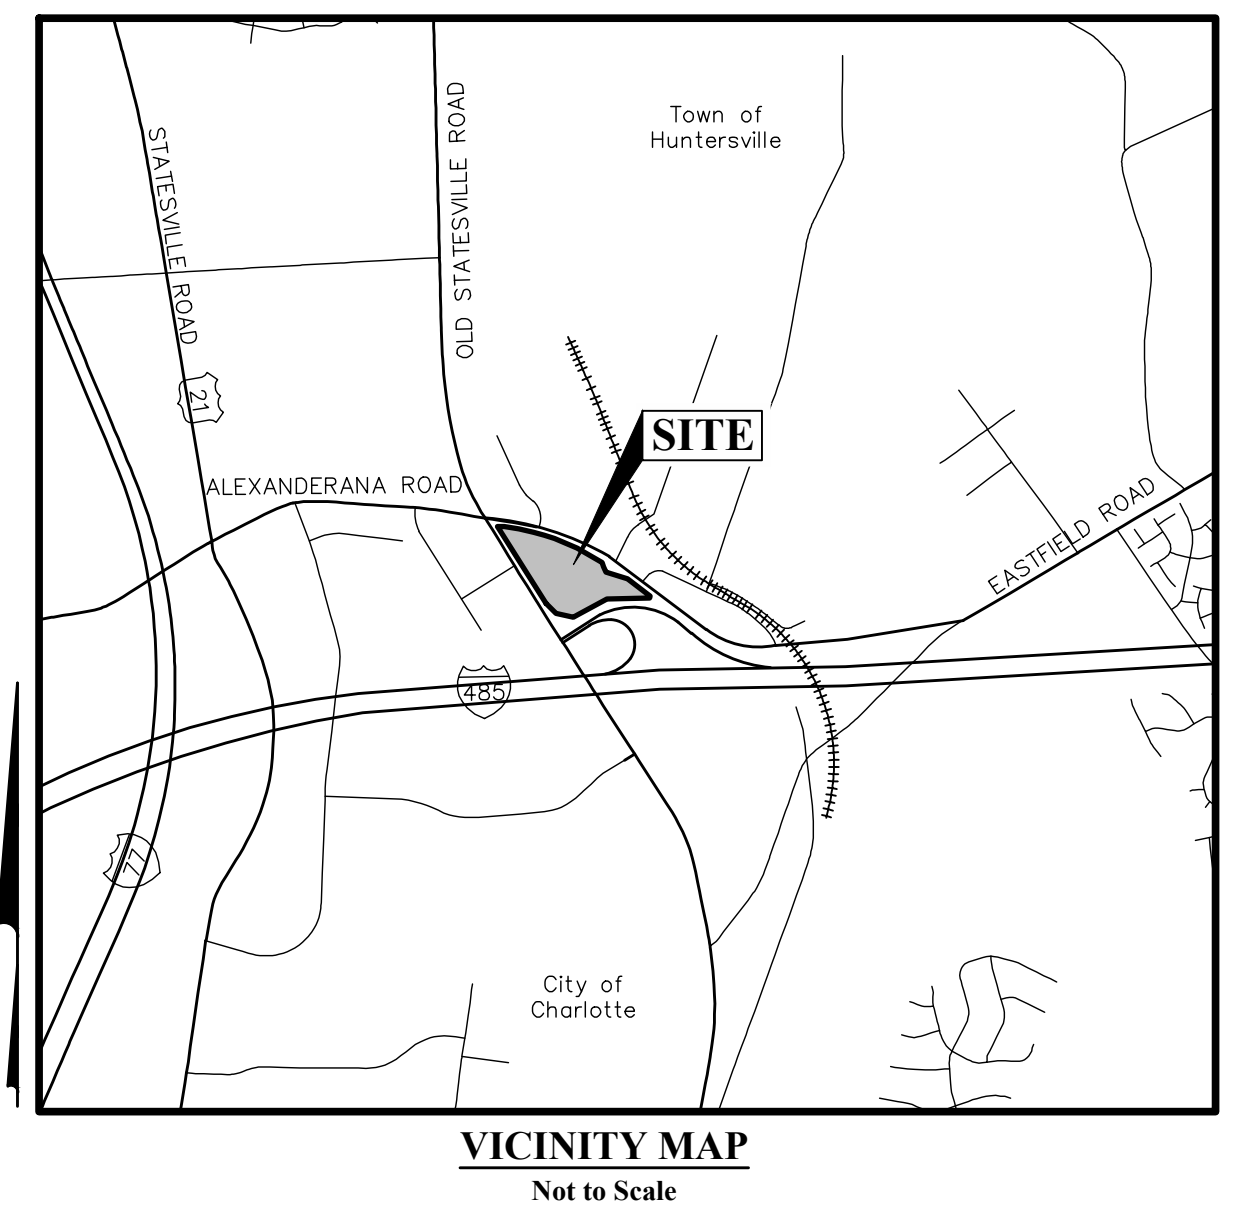 Town of
Huntersville
STATESVILLE ROAD
OLD STATESVILLE ROAD
21
SITE
ALEXANDERANA ROAD
EASTFIELD ROAD
485
77
City of
Charlotte
VICINITY MAP
Not to Scale